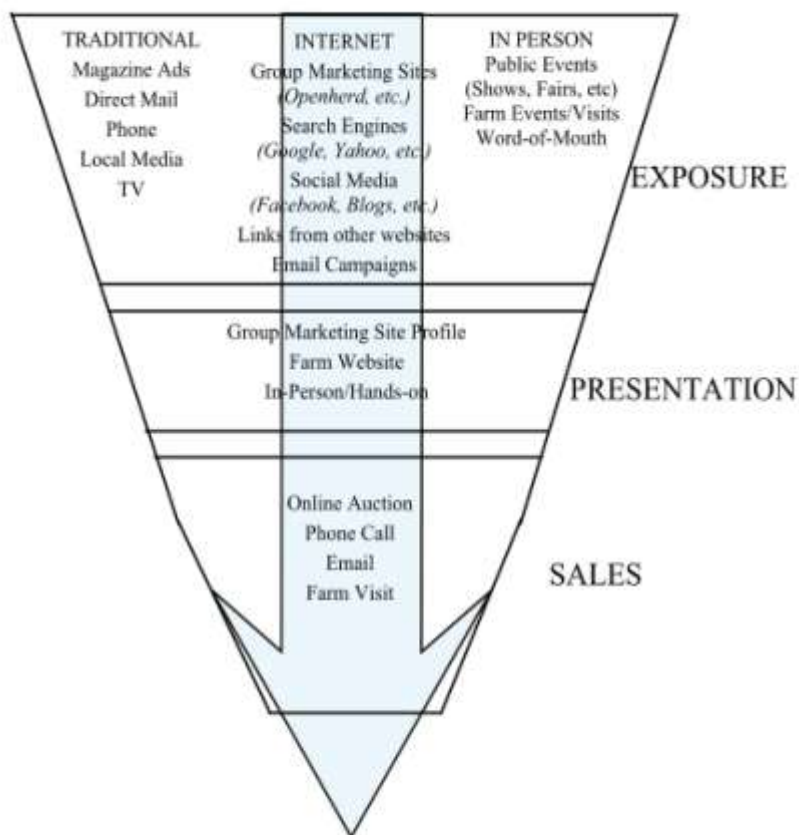 TRADITIONAL
Magazine Ads
Direct Mail
Phone
Local Media
TV
INTERNET
Group Marketing Sites
(Openherd, etc.)
Search Engines
(Google, Yahoo, etc.)
Social Media
(Facebook, Blogs, etc.)
Links from other websites
Email Campaigns
IN PERSON
Public Events
(Shows, Fairs, etc)
Farm Events/Visits
Word-of-Mouth
EXPOSURE
Group Marketing Site Profile
Farm Website
In-Person/Hands-on
PRESENTATION
Online Auction
Phone Call
Email
Farm Visit
SALES